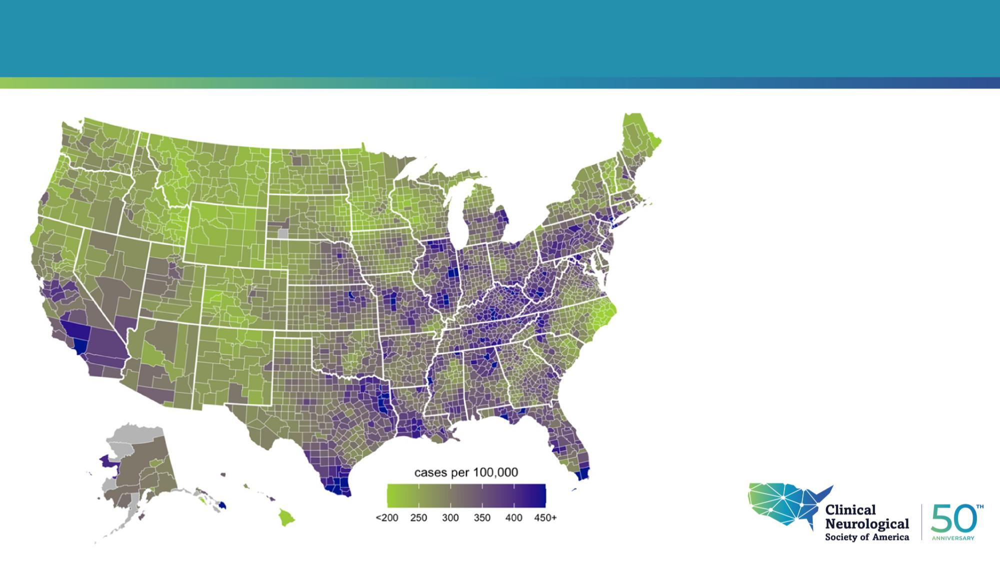 cases per 100,000
<200 250 300 350 400 450+
Clinical
Neurological
Society of America
50TH
ANNIVERSARY